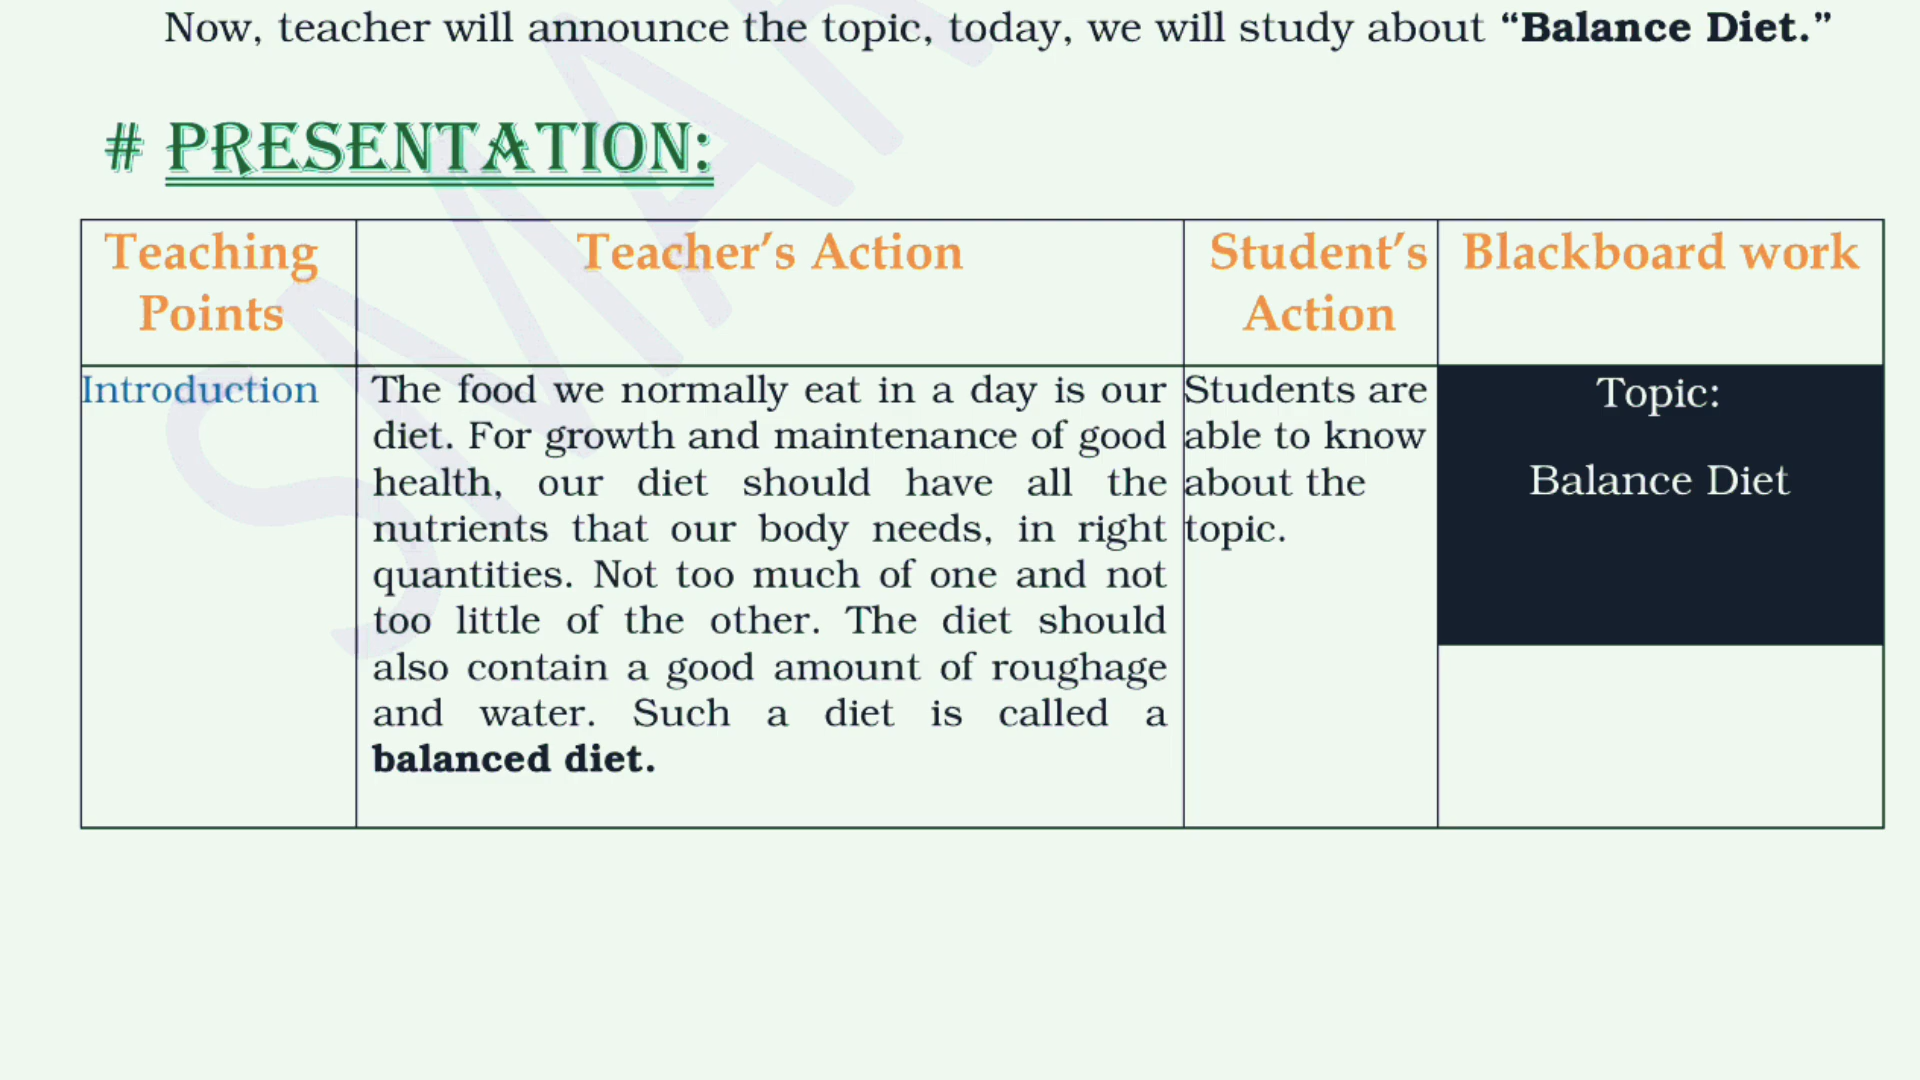 Now, teacher will announce the topic, today, we will study about “Balance Diet.”
# PRESENTATION:
Teaching
Points
Teacher’s Action
Student’s
Action
Blackboard work
Introduction
The food we normally eat in a day is our
diet. For growth and maintenance of good
health, our diet should have all the
nutrients that our body needs, in right
quantities. Not too much of one and not
too little of the other. The diet should
also contain a good amount of roughage
and water. Such a diet is called a
balanced diet.
Students are
able to know
about the
topic.
Topic:
Balance Diet